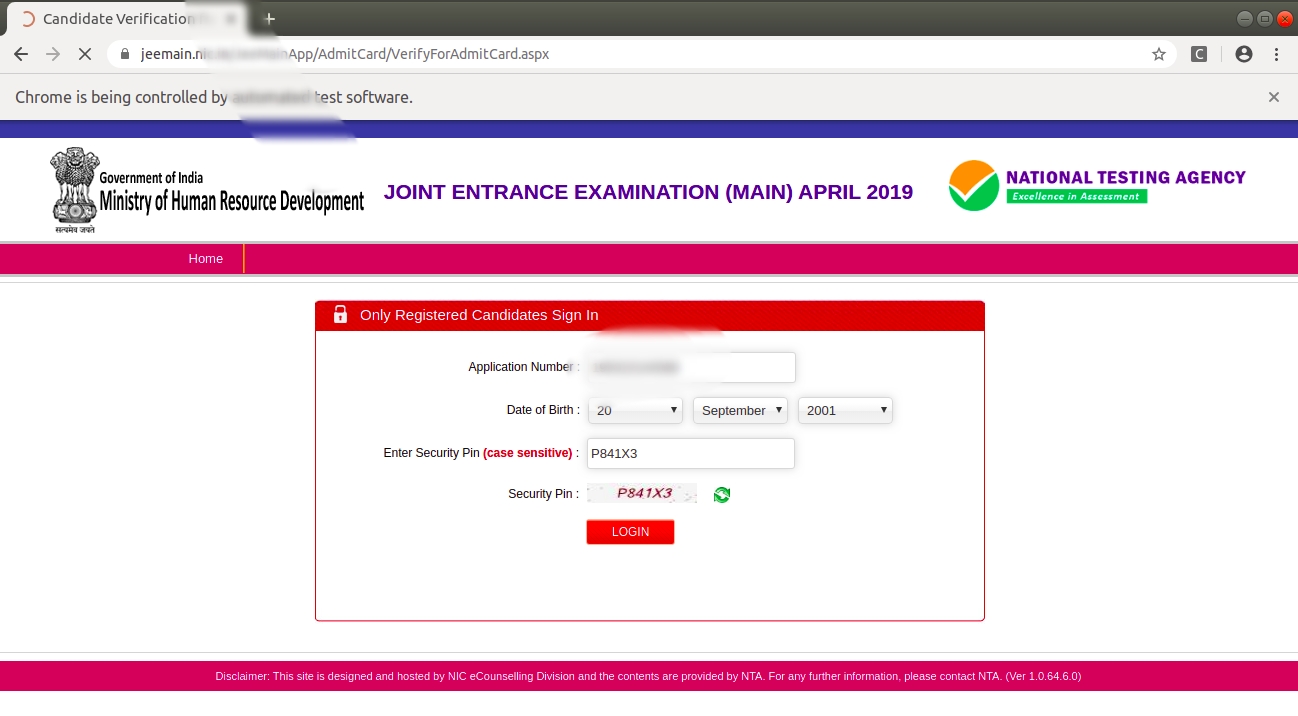 Candidate Verification
jeemain.n App/AdmitCard/VerifyForAdmitCard.aspx
C
Chrome is being controlled by test software.
Government of India
Ministry of Human Resource Development
सत्यमेव जयते
JOINT ENTRANCE EXAMINATION (MAIN) APRIL 2019
NATIONAL TESTING AGENCY
Excellence in Assessment
Home
Only Registered Candidates Sign In
Application Number :
Date of Birth : 20 September 2001
Enter Security Pin (case sensitive) : P841X3
Security Pin : P841X3
LOGIN
Disclaimer: This site is designed and hosted by NIC eCounselling Division and the contents are provided by NTA. For any further information, please contact NTA. (Ver 1.0.64.6.0)